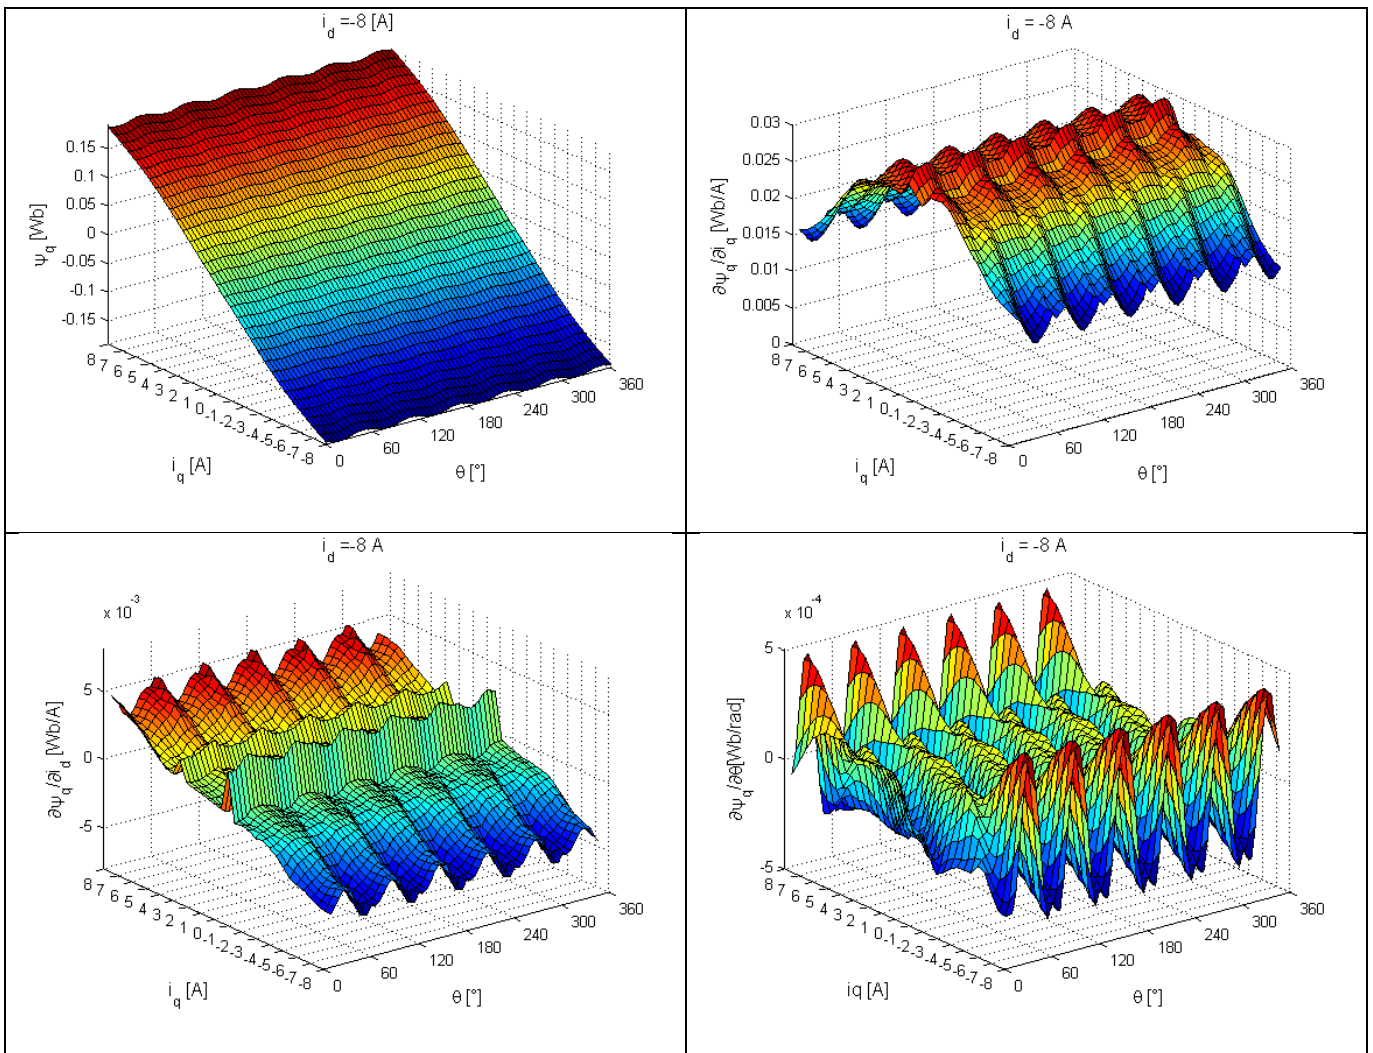 i_d =-8 [A]
0.15
0.1
0.05
0
-0.05
-0.1
-0.15
ψ_q [Wb]
8 7 6 5 4 3 2 1 0 -1 -2 -3 -4 -5 -6 -7 -8
i_q [A]
0 60 120 180 240 300 360
θ [°]
i_d = -8 A
0.03
0.025
0.02
0.015
0.01
0.005
0
∂ψ_q/∂i_q [Wb/A]
8 7 6 5 4 3 2 1 0 -1 -2 -3 -4 -5 -6 -7 -8
i_q [A]
0 60 120 180 240 300 360
θ [°]
i_d =-8 A
x 10^-3
5
0
-5
∂ψ_q/∂i_d [Wb/A]
8 7 6 5 4 3 2 1 0 -1 -2 -3 -4 -5 -6 -7 -8
i_q [A]
0 60 120 180 240 300 360
θ [°]
i_d = -8 A
x 10^-4
5
0
-5
∂ψ_q/∂θ[Wb/rad]
8 7 6 5 4 3 2 1 0 -1 -2 -3 -4 -5 -6 -7 -8
iq [A]
0 60 120 180 240 300 360
θ [°]